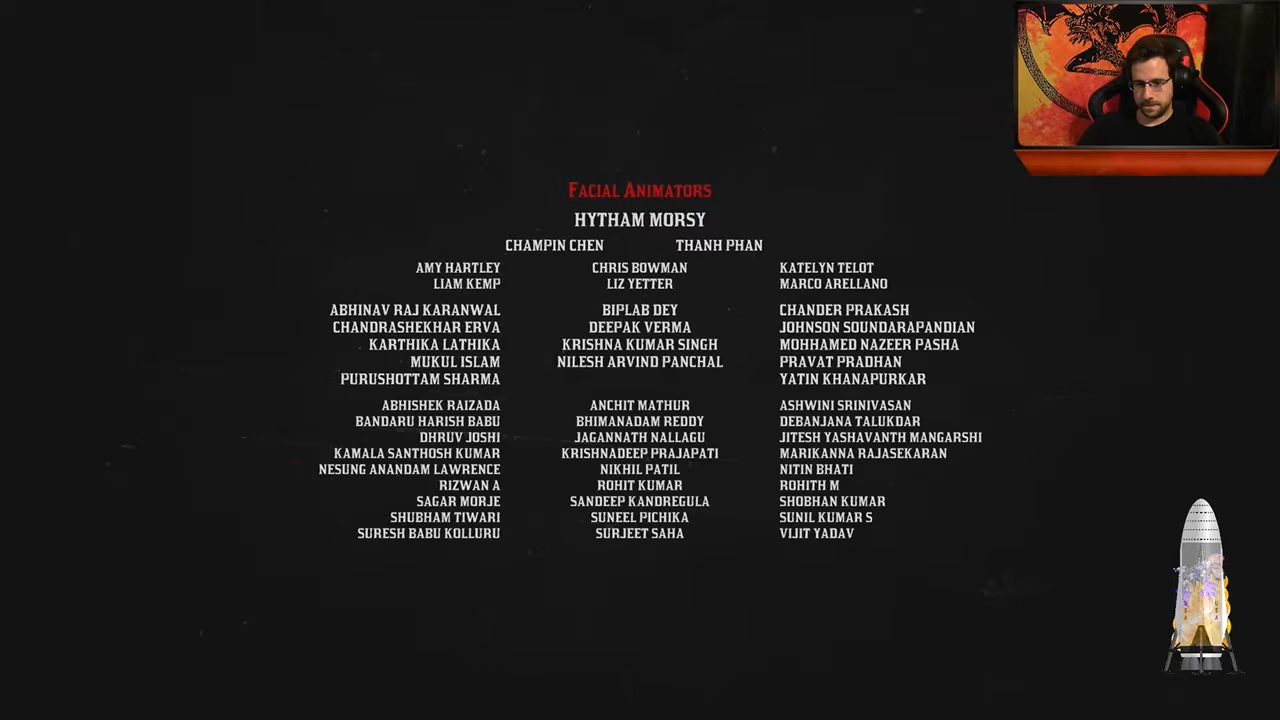 FACIAL ANIMATORS
HYTHAM MORSY
CHAMPIN CHEN THANH PHAN
AMY HARTLEY CHRIS BOWMAN KATELYN TELOT
LIAM KEMP LIZ YETTER MARCO ARELLANO
ABHINAV RAJ KARANWAL BIPLAB DEY CHANDER PRAKASH
CHANDRASHEKHAR ERVA DEEPAK VERMA JOHNSON SOUNDARAPANDIAN
KARTHIKA LATHIKA KRISHNA KUMAR SINGH MOHHAMED NAZEER PASHA
MUKUL ISLAM NILESH ARVIND PANCHAL PRAVAT PRADHAN
PURUSHOTTAM SHARMA YATIN KHANAPURKAR
ABHISHEK RAIZADA ANCHIT MATHUR ASHWINI SRINIVASAN
BANDARU HARISH BABU BHIMANADAM REDDY DEBANJANA TALUKDAR
DHRUV JOSHI JAGANNATH NALLAGU JITESH YASHAVANTH MANGARSHI
KAMALA SANTHOSH KUMAR KRISHNADEEP PRAJAPATI MARIKANNA RAJASEKARAN
NESUNG ANANDAM LAWRENCE NIKHIL PATIL NITIN BHATI
RIZWAN A ROHIT KUMAR ROHITH M
SAGAR MORJE SANDEEP KANDREGULA SHOBHAN KUMAR
SHUBHAM TIWARI SUNEEL PICHIKA SUNIL KUMAR S
SURESH BABU KOLLURU SURJEET SAHA VIJIT YADAV